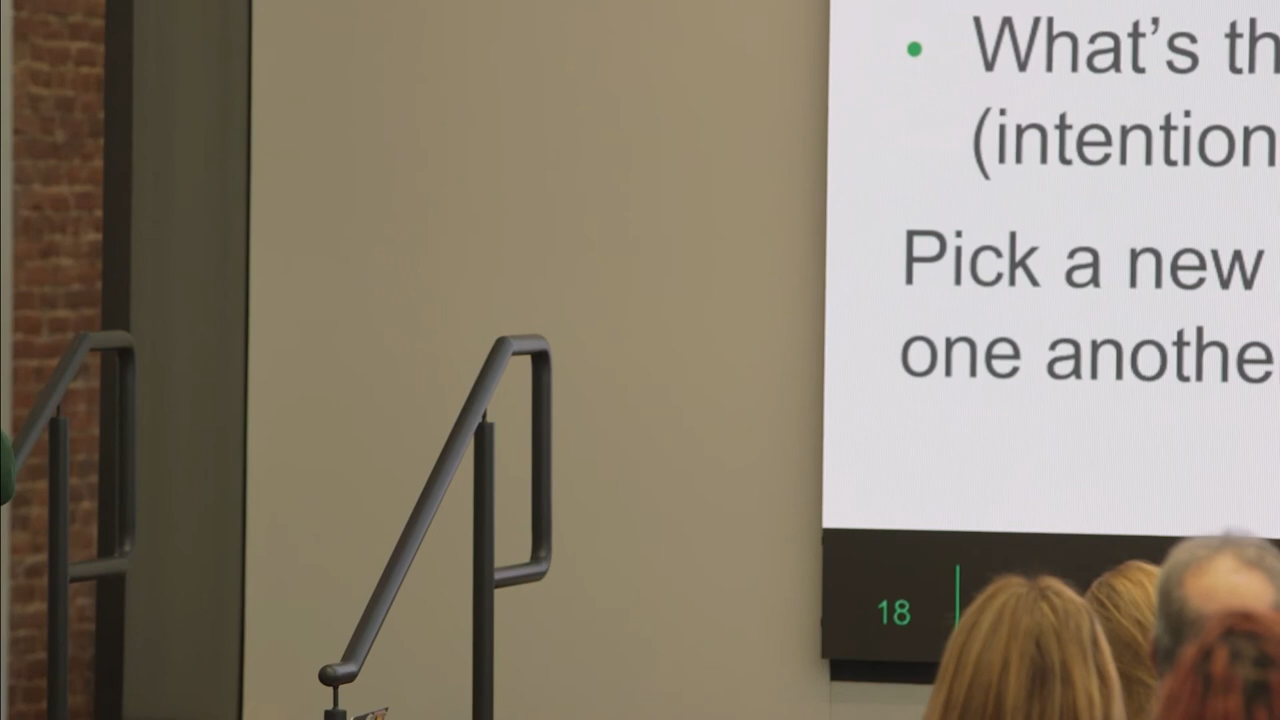 • What's th
(intention
Pick a new
one anothe
18